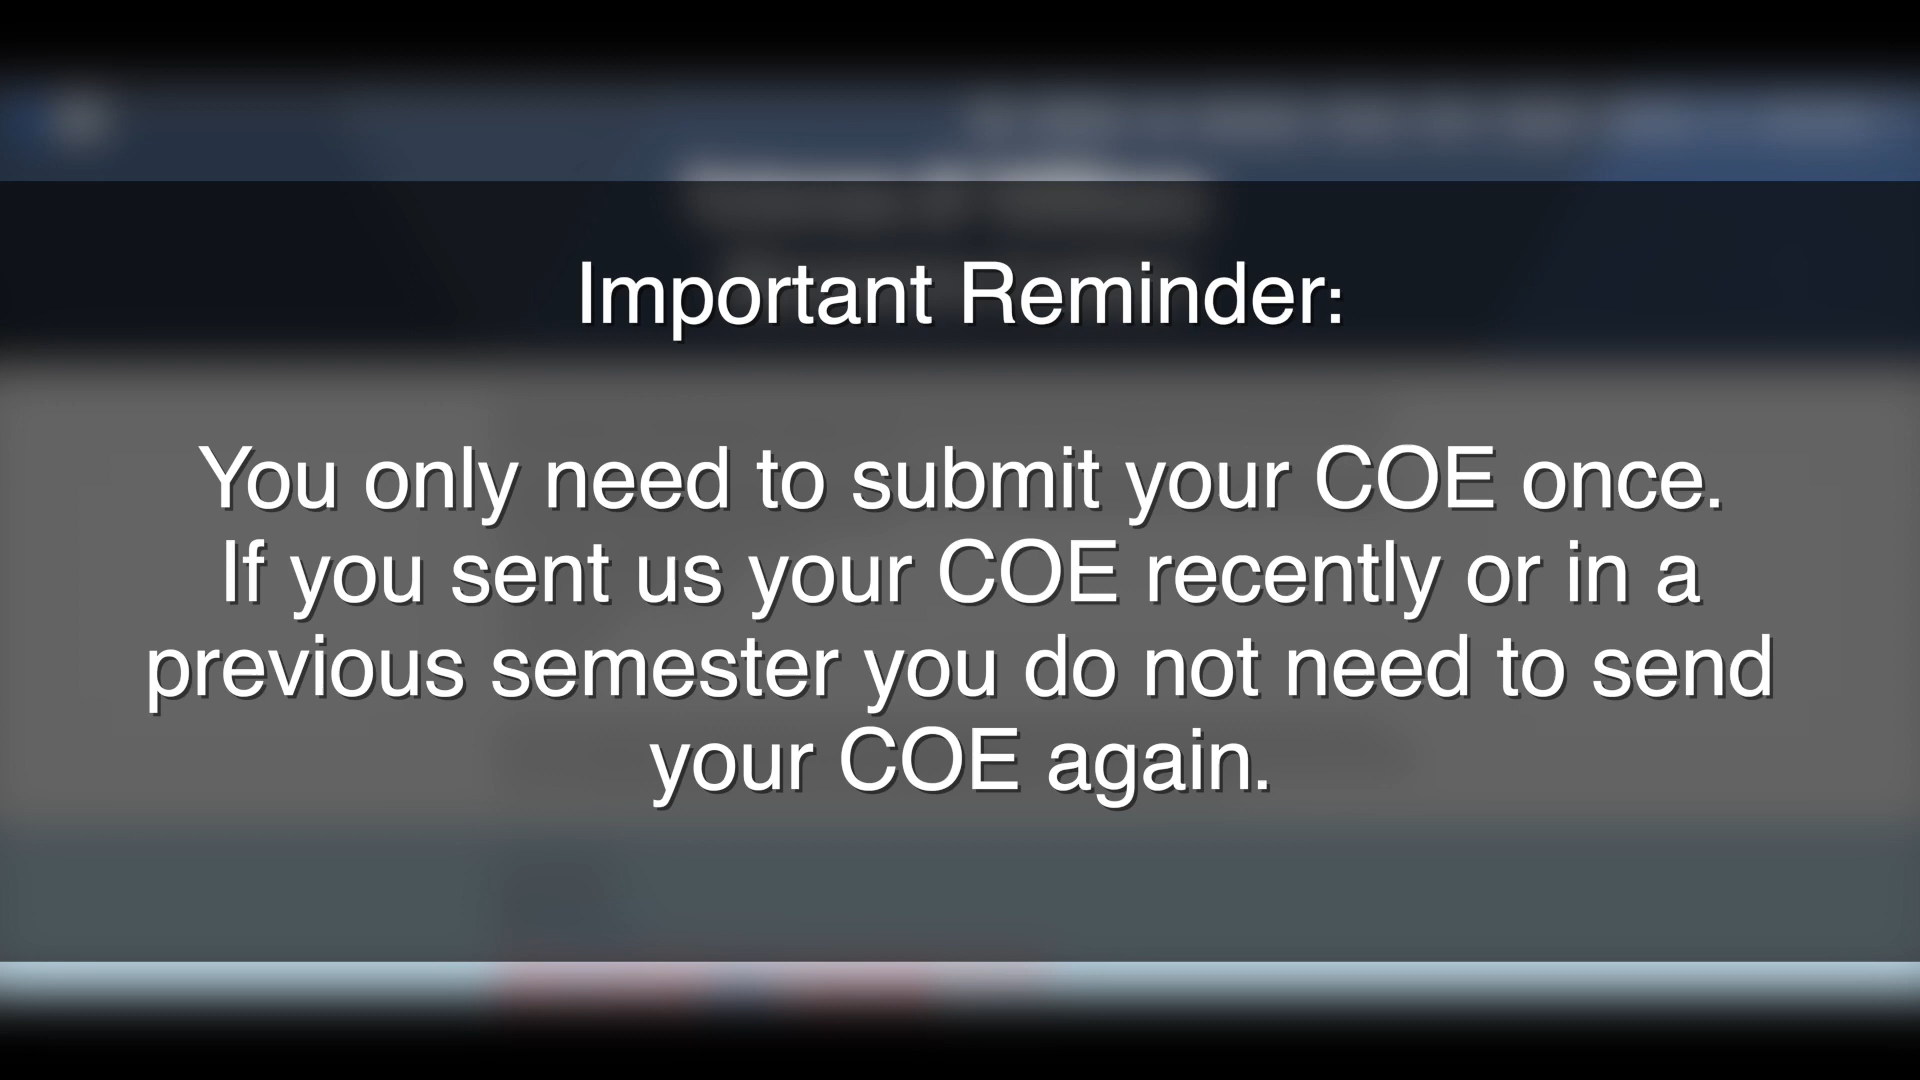 Important Reminder:
You only need to submit your COE once.
If you sent us your COE recently or in a
previous semester you do not need to send
your COE again.